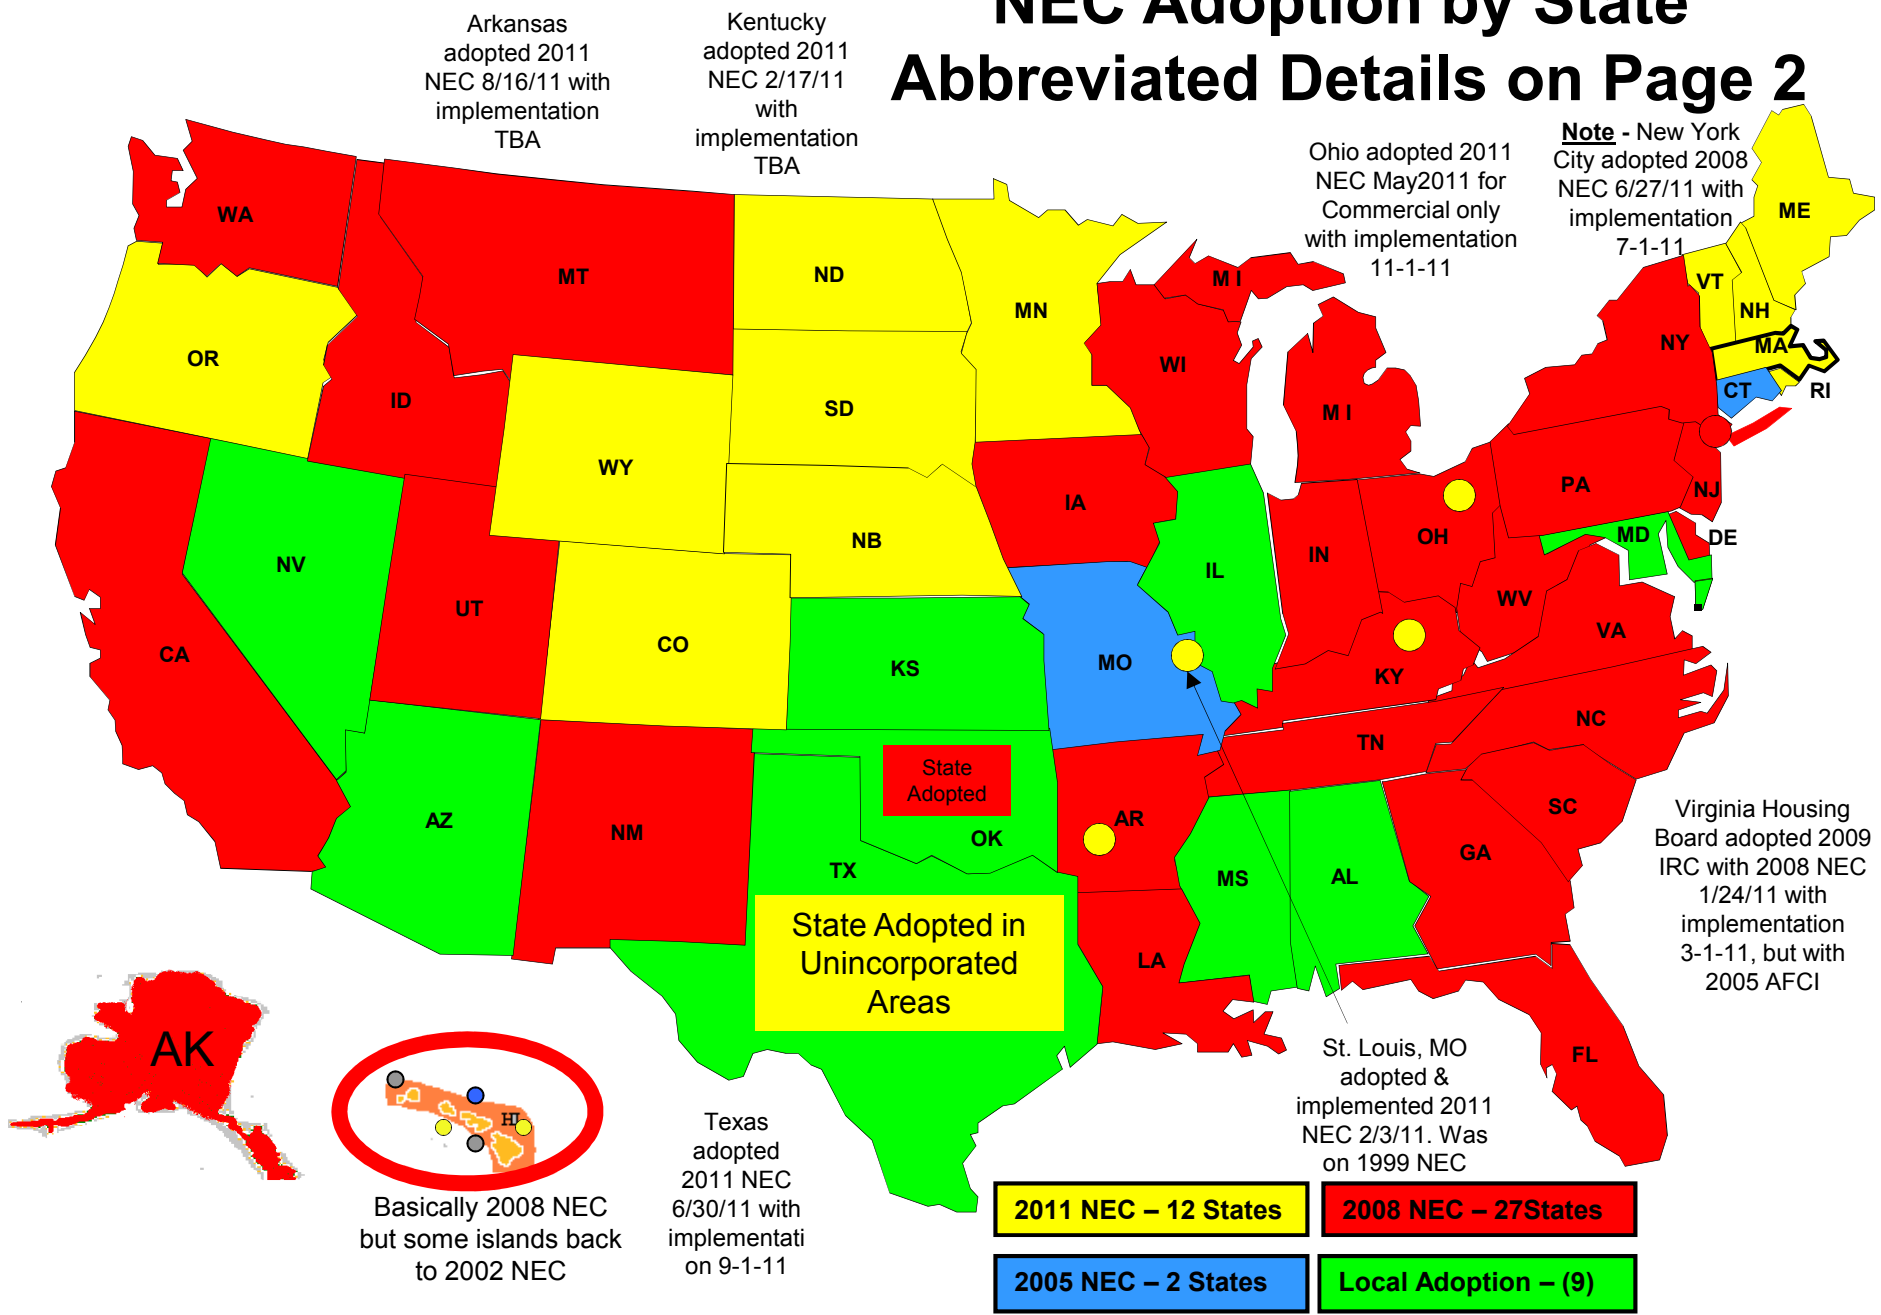 NEC Adoption by State
Abbreviated Details on Page 2
Arkansas
adopted 2011
NEC 8/16/11 with
implementation
TBA
Kentucky
adopted 2011
NEC 2/17/11
with
implementation
TBA
Ohio adopted 2011
NEC May2011 for
Commercial only
with implementation
11-1-11
Note - New York
City adopted 2008
NEC 6/27/11 with
implementation
7-1-11
WA
MT
ND
MN
M I
ME
VT
NH
OR
ID
SD
WI
M I
NY
MA
CT
RI
WY
NB
IA
IL
IN
OH
PA
NJ
MD
DE
NV
UT
CO
KS
MO
KY
WV
VA
CA
AZ
NM
State
Adopted
OK
TX
AR
TN
NC
SC
GA
MS
AL
LA
FL
State Adopted in
Unincorporated
Areas
Virginia Housing
Board adopted 2009
IRC with 2008 NEC
1/24/11 with
implementation
3-1-11, but with
2005 AFCI
AK
HI
Basically 2008 NEC
but some islands back
to 2002 NEC
Texas
adopted
2011 NEC
6/30/11 with
implementati
on 9-1-11
St. Louis, MO
adopted &
implemented 2011
NEC 2/3/11. Was
on 1999 NEC
2011 NEC – 12 States
2008 NEC – 27States
2005 NEC – 2 States
Local Adoption – (9)